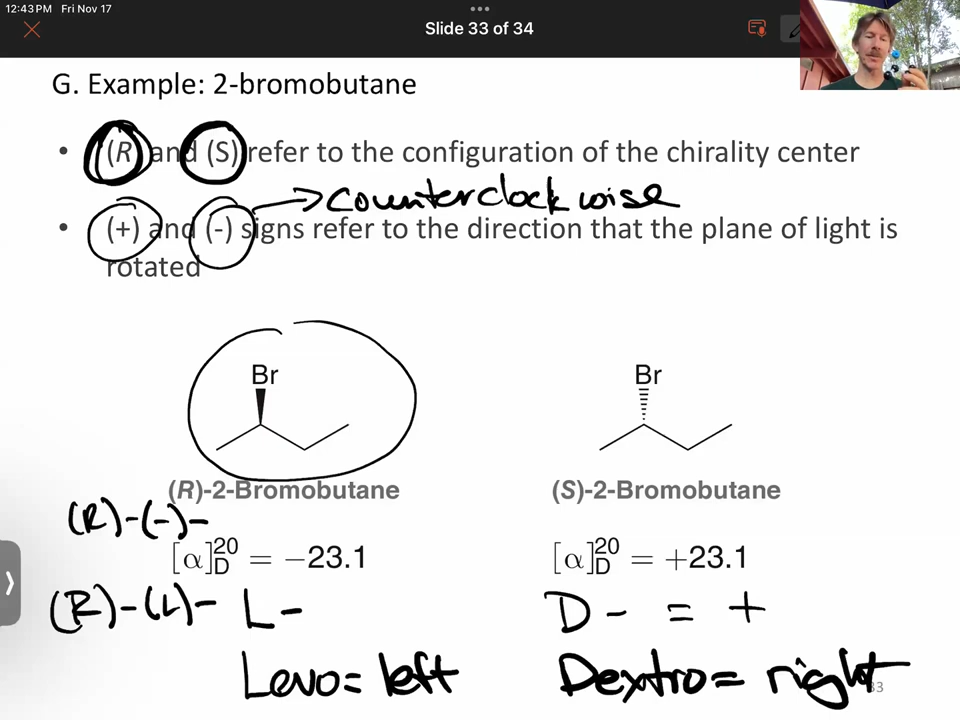 12:43 PM Fri Nov 17
Slide 33 of 34
G. Example: 2-bromobutane
• (R) and (S) refer to the configuration of the chirality center
counterclockwise
• (+) and (-) signs refer to the direction that the plane of light is
rotated
Br Br
(R)-2-Bromobutane (S)-2-Bromobutane
(R)-(-)-
[α]20D = −23.1 [α]20D = +23.1
(R)-(L)- L- D- = +
Levo = left Dextro = right
33